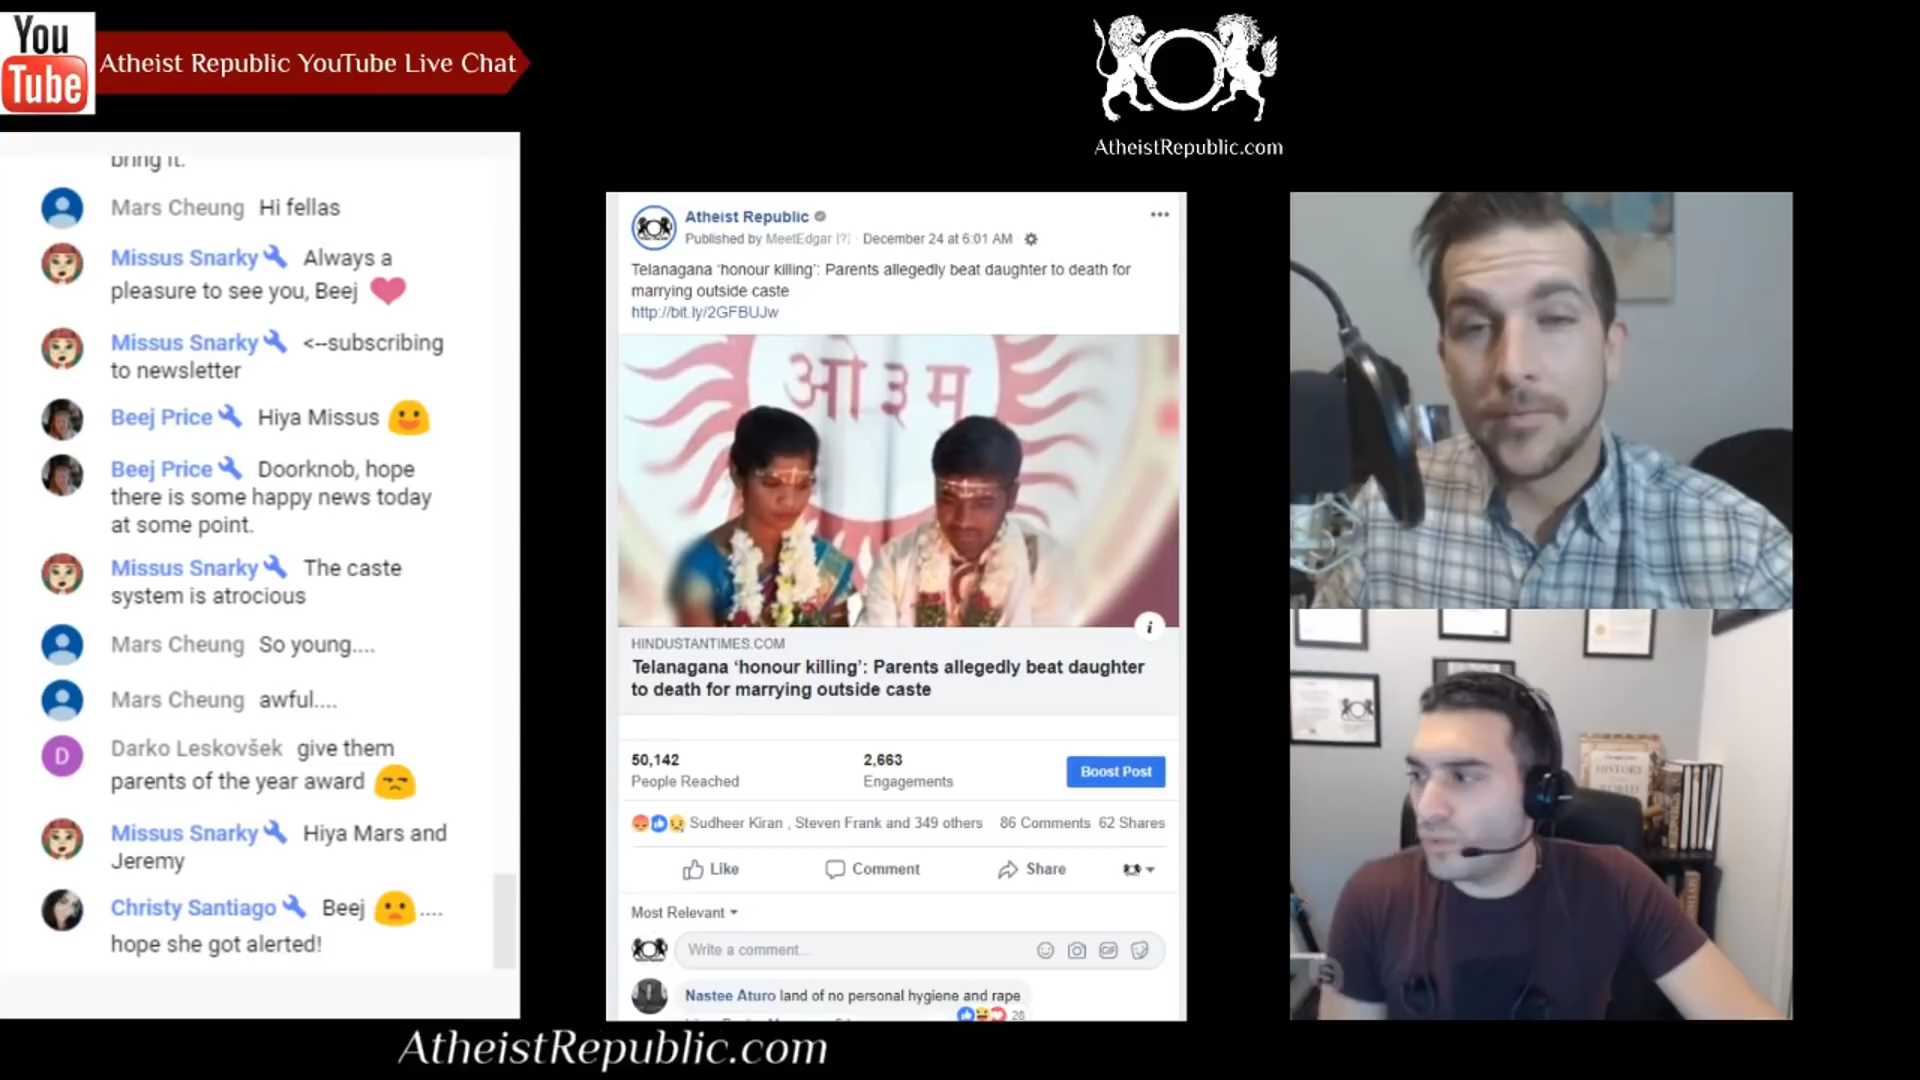 You
Tube
Atheist Republic YouTube Live Chat
AtheistRepublic.com
bring it.
Mars Cheung Hi fellas
Missus Snarky Always a
pleasure to see you, Beej
Missus Snarky <--subscribing
to newsletter
Beej Price Hiya Missus
Beej Price Doorknob, hope
there is some happy news today
at some point.
Missus Snarky The caste
system is atrocious
Mars Cheung So young....
Mars Cheung awful....
D
Darko Leskovšek give them
parents of the year award
Missus Snarky Hiya Mars and
Jeremy
Christy Santiago Beej ....
hope she got alerted!
Atheist Republic
Published by MeetEdgar [?] · December 24 at 6:01 AM ·
Telanagana ‘honour killing’: Parents allegedly beat daughter to death for
marrying outside caste
http://bit.ly/2GFBUJw
ओ३म
HINDUSTANTIMES.COM
Telanagana ‘honour killing’: Parents allegedly beat daughter
to death for marrying outside caste
50,142
People Reached
2,663
Engagements
Boost Post
Sudheer Kiran , Steven Frank and 349 others 86 Comments 62 Shares
Like Comment Share
Most Relevant
Write a comment...
GIF
Nastee Aturo land of no personal hygiene and rape
28
HISTORY
AtheistRepublic.com